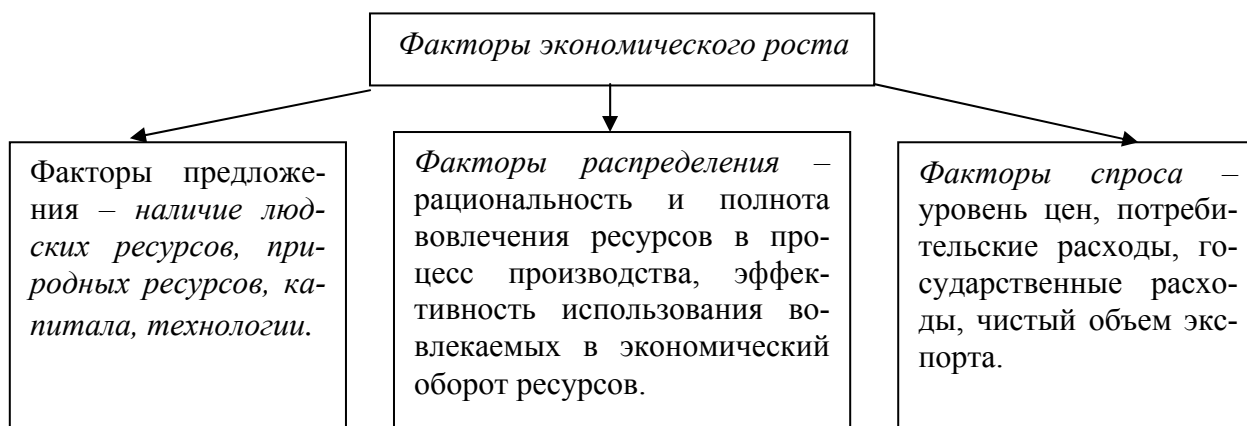 Факторы экономического роста
Факторы предложе-
ния – наличие люд-
ских ресурсов, при-
родных ресурсов, ка-
питала, технологии.
Факторы распределения –
рациональность и полнота
вовлечения ресурсов в про-
цесс производства, эффек-
тивность использования во-
влекаемых в экономический
оборот ресурсов.
Факторы спроса –
уровень цен, потреби-
тельские расходы, го-
сударственные расхо-
ды, чистый объем экс-
порта.